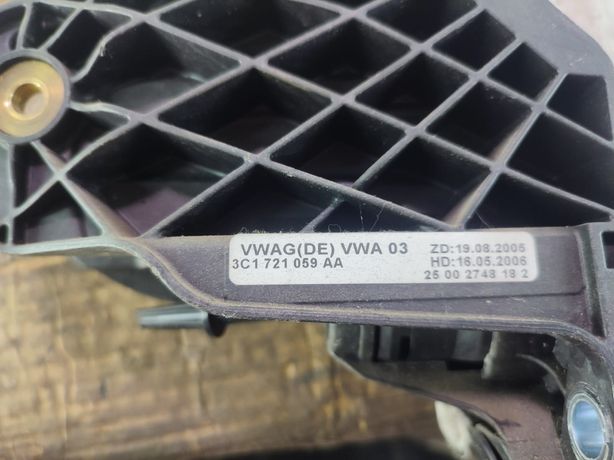 VWAG(DE) VWA 03 ZD:19.08.2005
3C1 721 059 AA HD:16.05.2006
25 00 2748 18 2